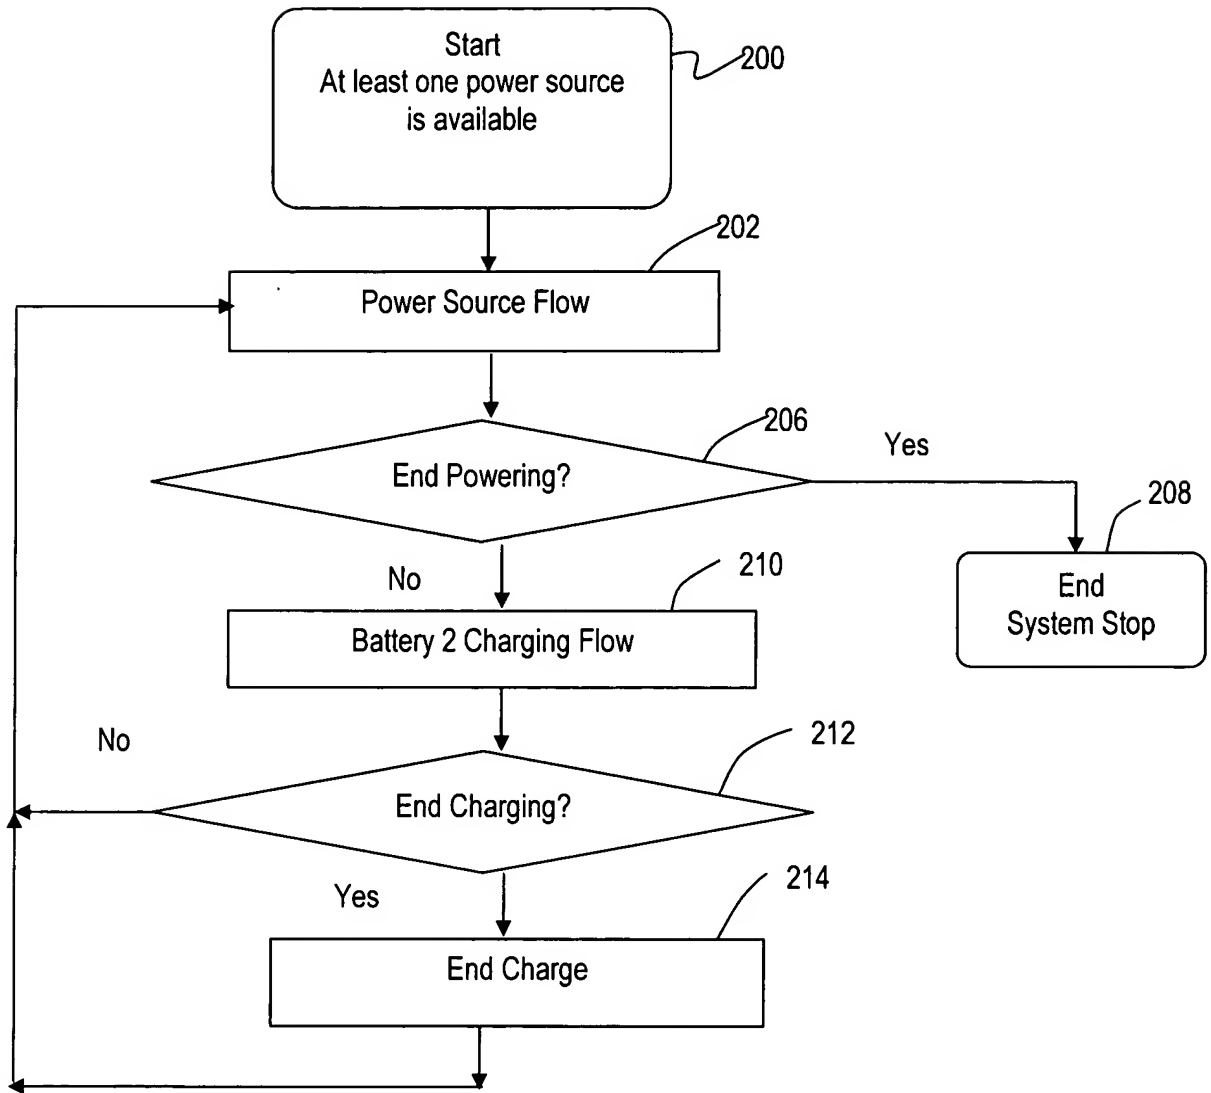 Start
At least one power source
is available
200
202
Power Source Flow
206
End Powering?
Yes
208
End
System Stop
No
210
Battery 2 Charging Flow
No
212
End Charging?
Yes
214
End Charge